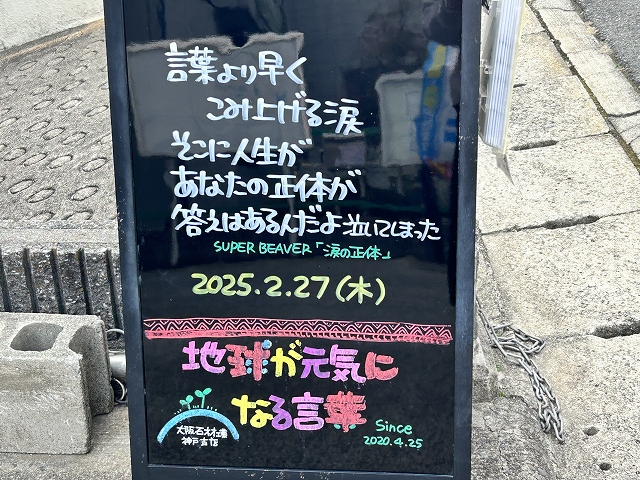 言葉より早く
こみ上げる涙
そこに人生が
あなたの正体が
答えはあるんだよ 泣いてしまった
SUPER BEAVER「涙の正体」
2025.2.27(木)
地球が元気に
なる言葉
大阪石材工業
神戸店
Since
2020.4.25